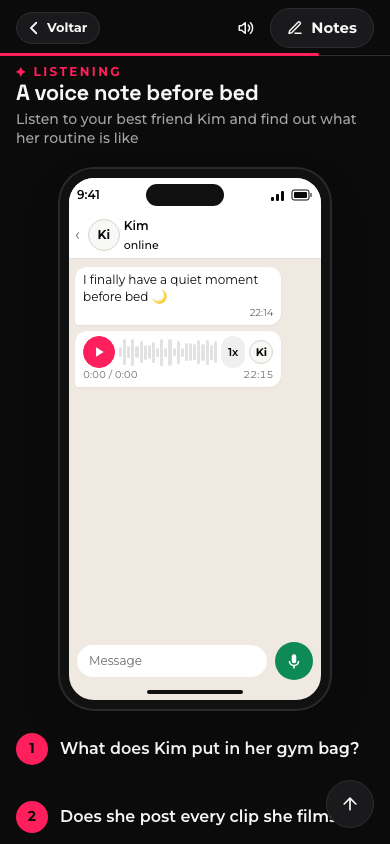 Voltar
Notes
LISTENING
A voice note before bed
Listen to your best friend Kim and find out what
her routine is like
9:41
Ki
Kim
online
I finally have a quiet moment
before bed 🌙
22:14
1x
Ki
0:00 / 0:00
22:15
Message
1 What does Kim put in her gym bag?
2 Does she post every clip she films